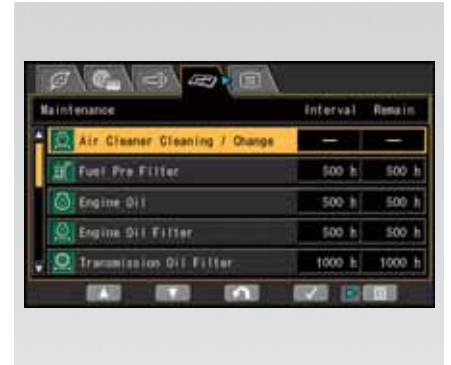 Maintenance Interval Remain
Air Cleaner Cleaning / Change — —
Fuel Pre Filter 500 h 500 h
Engine Oil 500 h 500 h
Engine Oil Filter 500 h 500 h
Transmission Oil Filter 1000 h 1000 h